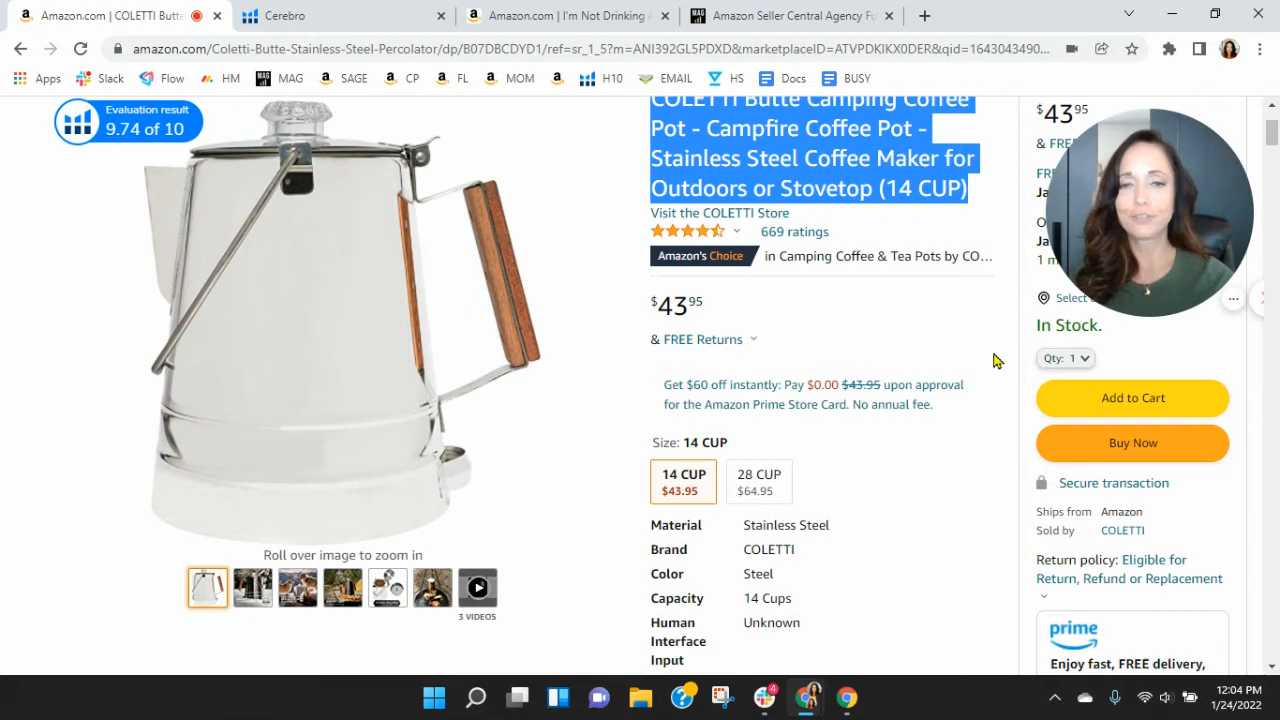 Amazon.com | COLETTI Butte
Cerebro
Amazon.com | I'm Not Drinking
Amazon Seller Central Agency Fu
amazon.com/Coletti-Butte-Stainless-Steel-Percolator/dp/B07DBCDYD1/ref=sr_1_5?m=ANI392GL5PDXD&marketplaceID=ATVPDKIKX0DER&qid=1643043490...
Apps
Slack
Flow
HM
MAG
SAGE
CP
FL
MOM
H10
EMAIL
HS
Docs
BUSY
Evaluation result
9.74 of 10
COLETTI Butte Camping Coffee
Pot - Campfire Coffee Pot -
Stainless Steel Coffee Maker for
Outdoors or Stovetop (14 CUP)
Visit the COLETTI Store
669 ratings
Amazon's Choice in Camping Coffee & Tea Pots by CO...
$43 95
& FREE Returns
Get $60 off instantly: Pay $0.00 $43.95 upon approval
for the Amazon Prime Store Card. No annual fee.
Size: 14 CUP
14 CUP
$43.95
28 CUP
$64.95
Material Stainless Steel
Brand COLETTI
Color Steel
Capacity 14 Cups
Human Interface Input Unknown
Roll over image to zoom in
3 VIDEOS
$43 95
& FREE
In Stock.
Qty: 1
Add to Cart
Buy Now
Secure transaction
Ships from Amazon
Sold by COLETTI
Return policy: Eligible for
Return, Refund or Replacement
prime
Enjoy fast, FREE delivery,
4
12:04 PM
1/24/2022